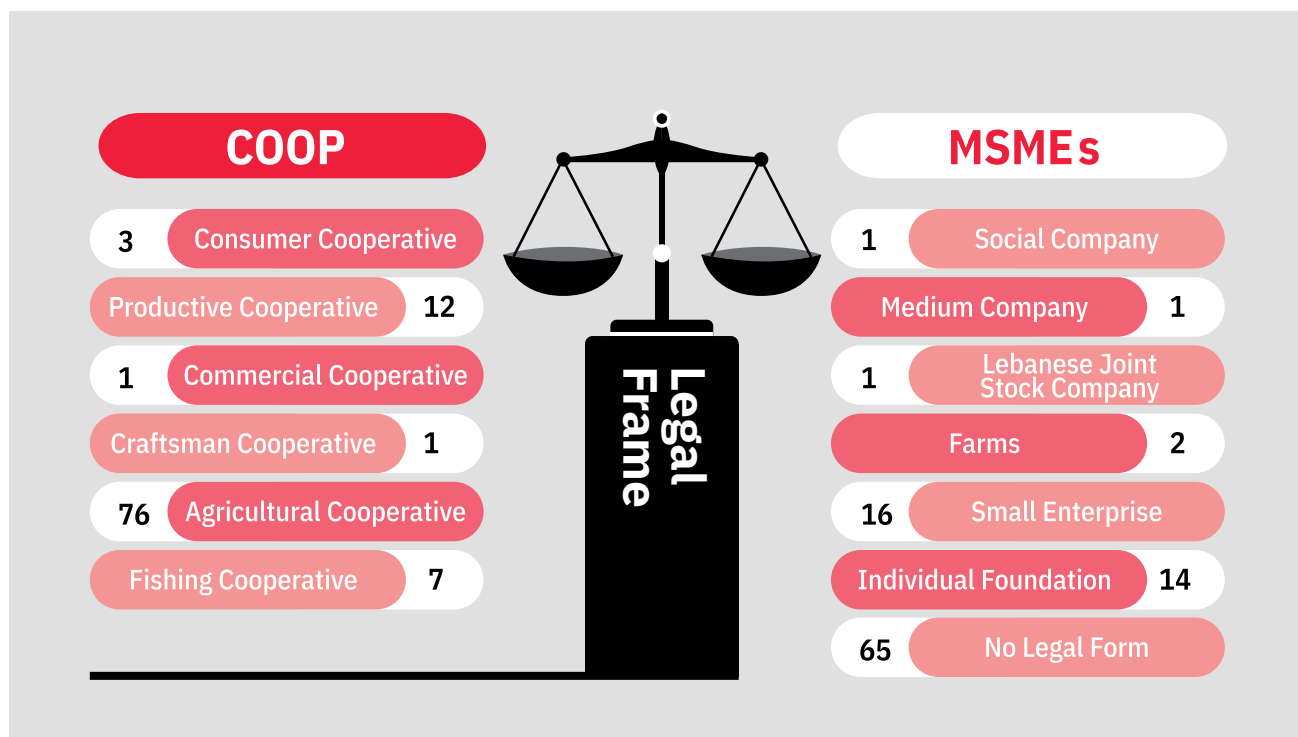 COOP
3 Consumer Cooperative
Productive Cooperative 12
1 Commercial Cooperative
Craftsman Cooperative 1
76 Agricultural Cooperative
Fishing Cooperative 7
Legal
Frame
MSMEs
1 Social Company
Medium Company 1
1 Lebanese Joint
Stock Company
Farms 2
16 Small Enterprise
Individual Foundation 14
65 No Legal Form